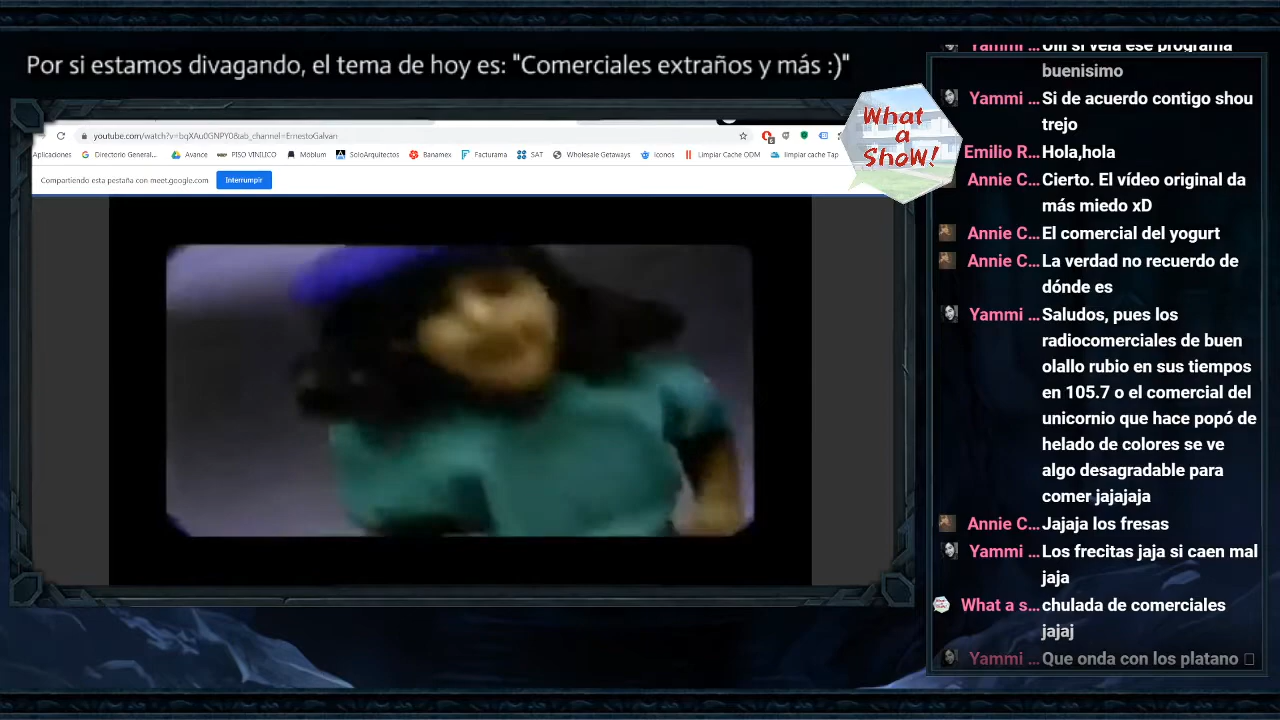 Por si estamos divagando, el tema de hoy es: "Comerciales extraños y más :)"
youtube.com/watch?v=bqXAu0GNPY0&ab_channel=ErnestoGalvan
Aplicaciones
Directorio General...
Avance
PISO VINILICO
Mobium
SoloArquitectos
Banamex
Facturama
SAT
Wholesale Getaways
Iconos
Limpiar Cache ODM
limpiar cache Tap
Compartiendo esta pestaña con meet.google.com
Interrumpir
What
a
ShoW!
Yammi ... si veia ese programa
buenisimo
Yammi ... Si de acuerdo contigo shou
trejo
Emilio R... Hola,hola
Annie C... Cierto. El vídeo original da
más miedo xD
Annie C... El comercial del yogurt
Annie C... La verdad no recuerdo de
dónde es
Yammi ... Saludos, pues los
radiocomerciales de buen
olallo rubio en sus tiempos
en 105.7 o el comercial del
unicornio que hace popó de
helado de colores se ve
algo desagradable para
comer jajajaja
Annie C... Jajaja los fresas
Yammi ... Los frecitas jaja si caen mal
jaja
What a s... chulada de comerciales
jajaj
Yammi ... Que onda con los platano